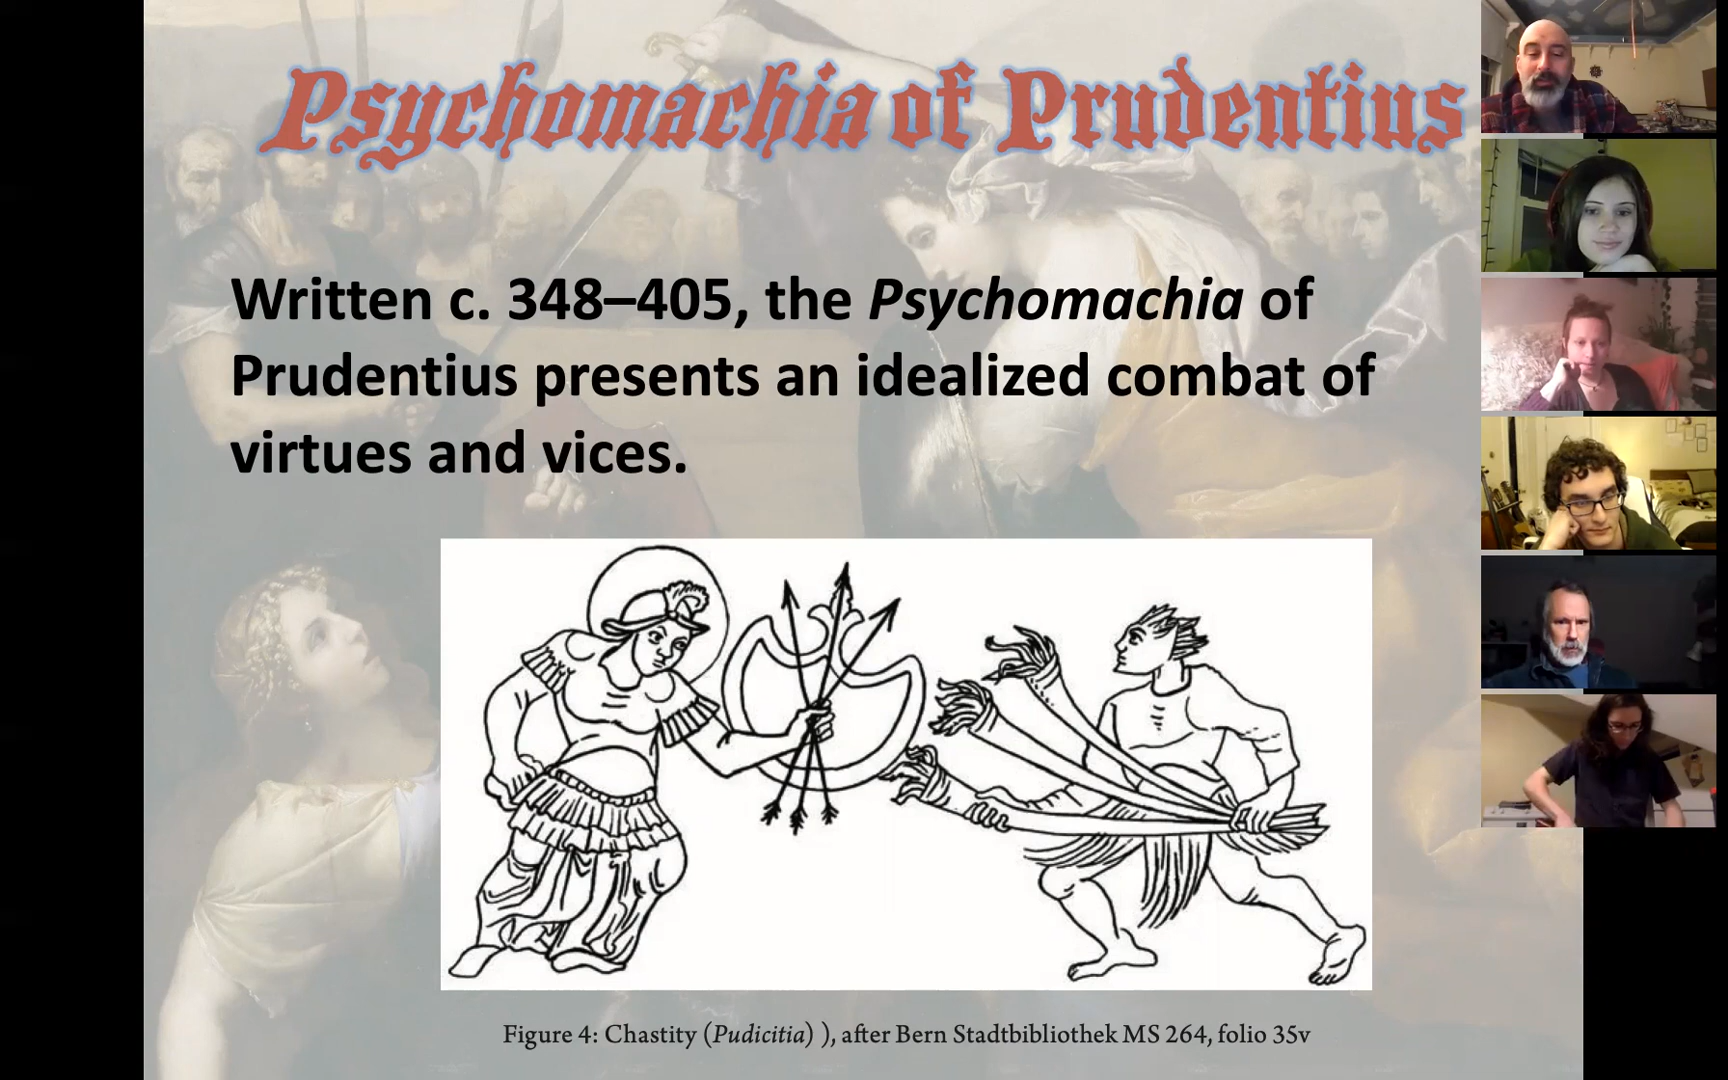 Psychomachia of Prudentius
Written c. 348–405, the Psychomachia of
Prudentius presents an idealized combat of
virtues and vices.
Figure 4: Chastity (Pudicitia) ), after Bern Stadtbibliothek MS 264, folio 35v